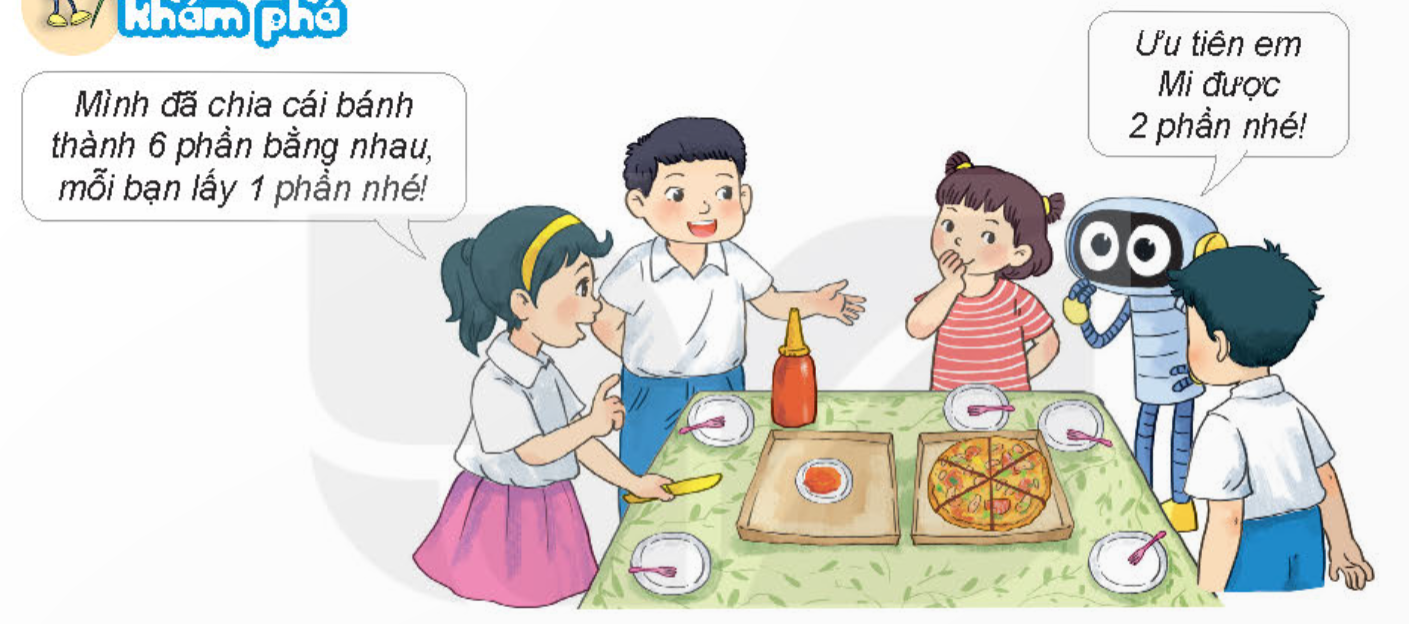 khám phá
Mình đã chia cái bánh
thành 6 phần bằng nhau,
mỗi bạn lấy 1 phần nhé!
Ưu tiên em
Mi được
2 phần nhé!